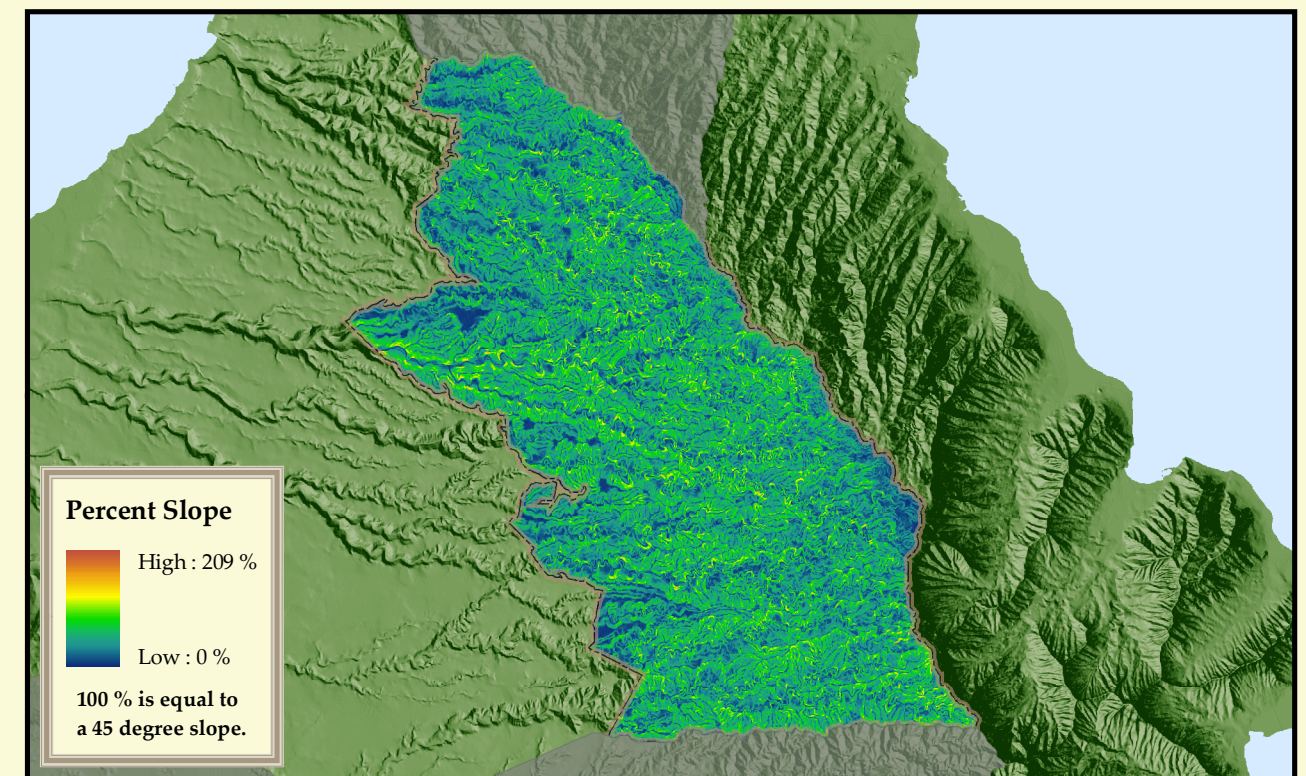 Percent Slope
High : 209 %
Low : 0 %
100 % is equal to
a 45 degree slope.